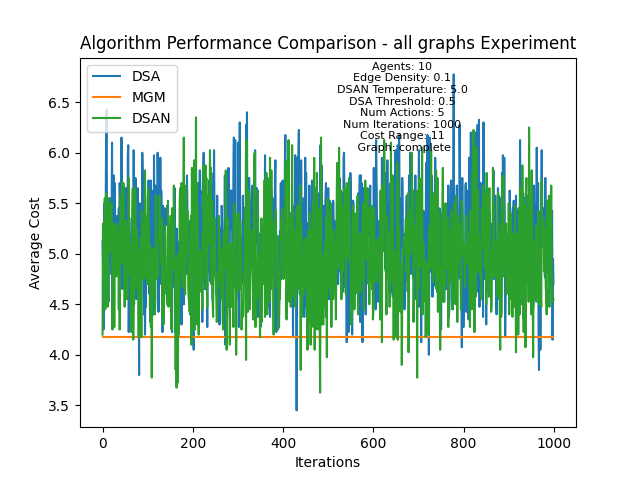 Algorithm Performance Comparison - all graphs Experiment
DSA
MGM
DSAN
Agents: 10
Edge Density: 0.1
DSAN Temperature: 5.0
DSA Threshold: 0.5
Num Actions: 5
Num Iterations: 1000
Cost Range: 11
Graph: complete
Average Cost
6.5
6.0
5.5
5.0
4.5
4.0
3.5
0 200 400 600 800 1000
Iterations